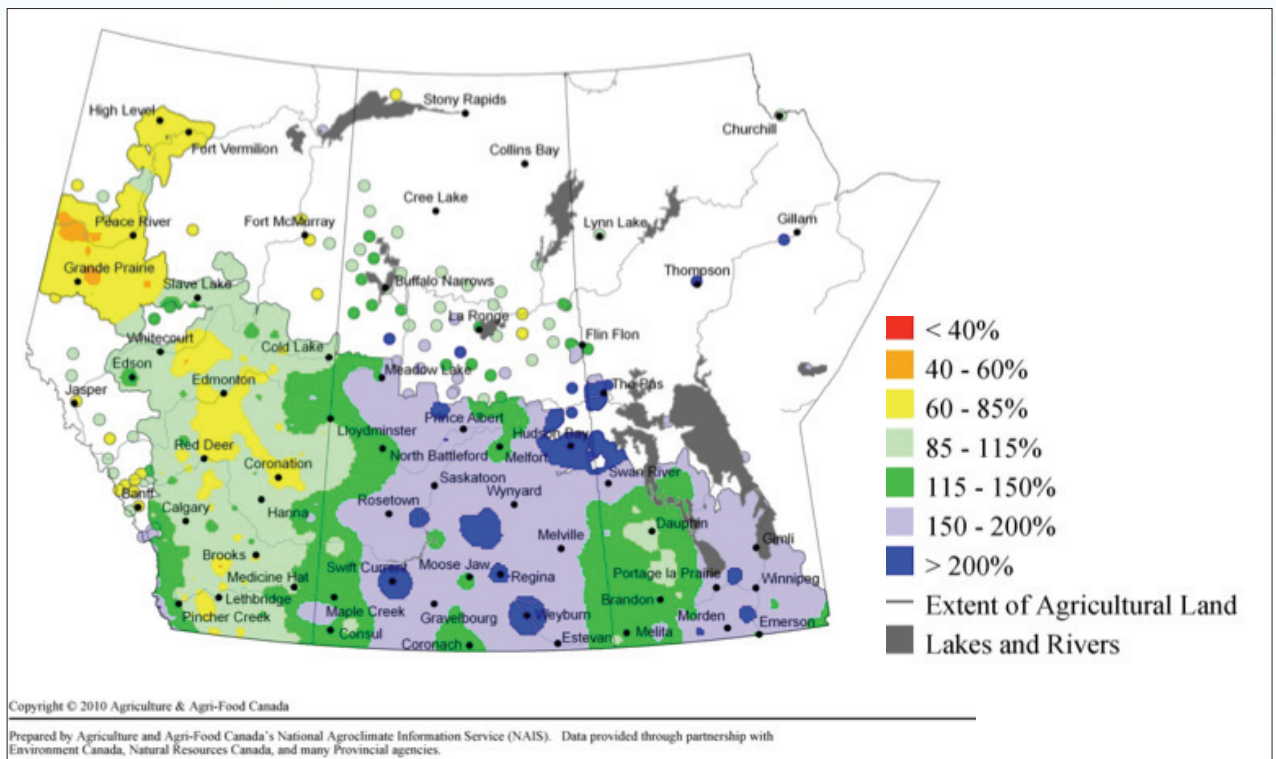 High Level
Fort Vermilion
Stony Rapids
Churchill
Collins Bay
Cree Lake
Peace River
Fort McMurray
Lynn Lake
Gillam
Grande Prairie
Slave Lake
Buffalo Narrows
Thompson
La Ronge
Whitecourt
Cold Lake
Flin Flon
Edson
Jasper
Edmonton
Meadow Lake
The Pas
Lloydminster
Prince Albert
Hudson Bay
Red Deer
North Battleford
Melfort
Coronation
Saskatoon
Swan River
Banff
Calgary
Hanna
Rosetown
Wynyard
Dauphin
Brooks
Melville
Gimli
Medicine Hat
Swift Current
Moose Jaw
Regina
Portage la Prairie
Winnipeg
Lethbridge
Pincher Creek
Maple Creek
Gravelbourg
Weyburn
Brandon
Morden
Emerson
Consul
Coronach
Estevan
Melita
< 40%
40 - 60%
60 - 85%
85 - 115%
115 - 150%
150 - 200%
> 200%
Extent of Agricultural Land
Lakes and Rivers
Copyright © 2010 Agriculture & Agri-Food Canada
Prepared by Agriculture and Agri-Food Canada's National Agroclimate Information Service (NAIS). Data provided through partnership with
Environment Canada, Natural Resources Canada, and many Provincial agencies.